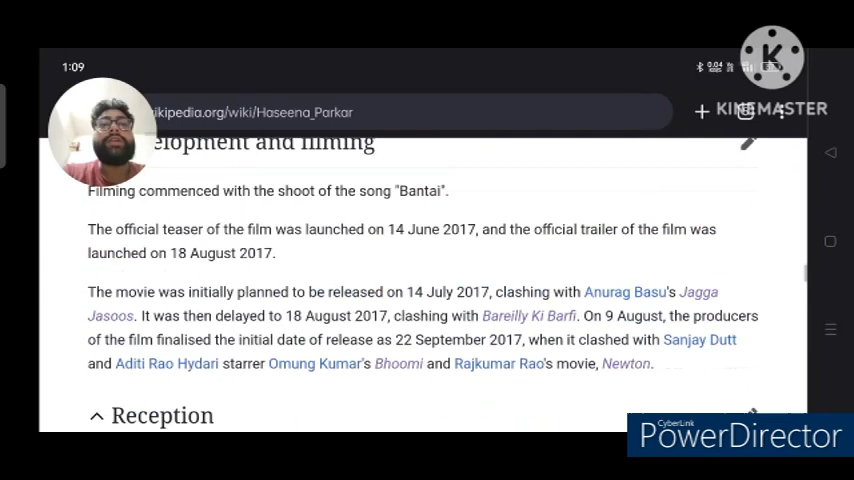 1:09
0.04
KINEMASTER
ikipedia.org/wiki/Haseena_Parkar
elopment and filming
Filming commenced with the shoot of the song "Bantai".
The official teaser of the film was launched on 14 June 2017, and the official trailer of the film was
launched on 18 August 2017.
The movie was initially planned to be released on 14 July 2017, clashing with Anurag Basu's Jagga
Jasoos. It was then delayed to 18 August 2017, clashing with Bareilly Ki Barfi. On 9 August, the producers
of the film finalised the initial date of release as 22 September 2017, when it clashed with Sanjay Dutt
and Aditi Rao Hydari starrer Omung Kumar's Bhoomi and Rajkumar Rao's movie, Newton.
Reception
CyberLink
PowerDirector